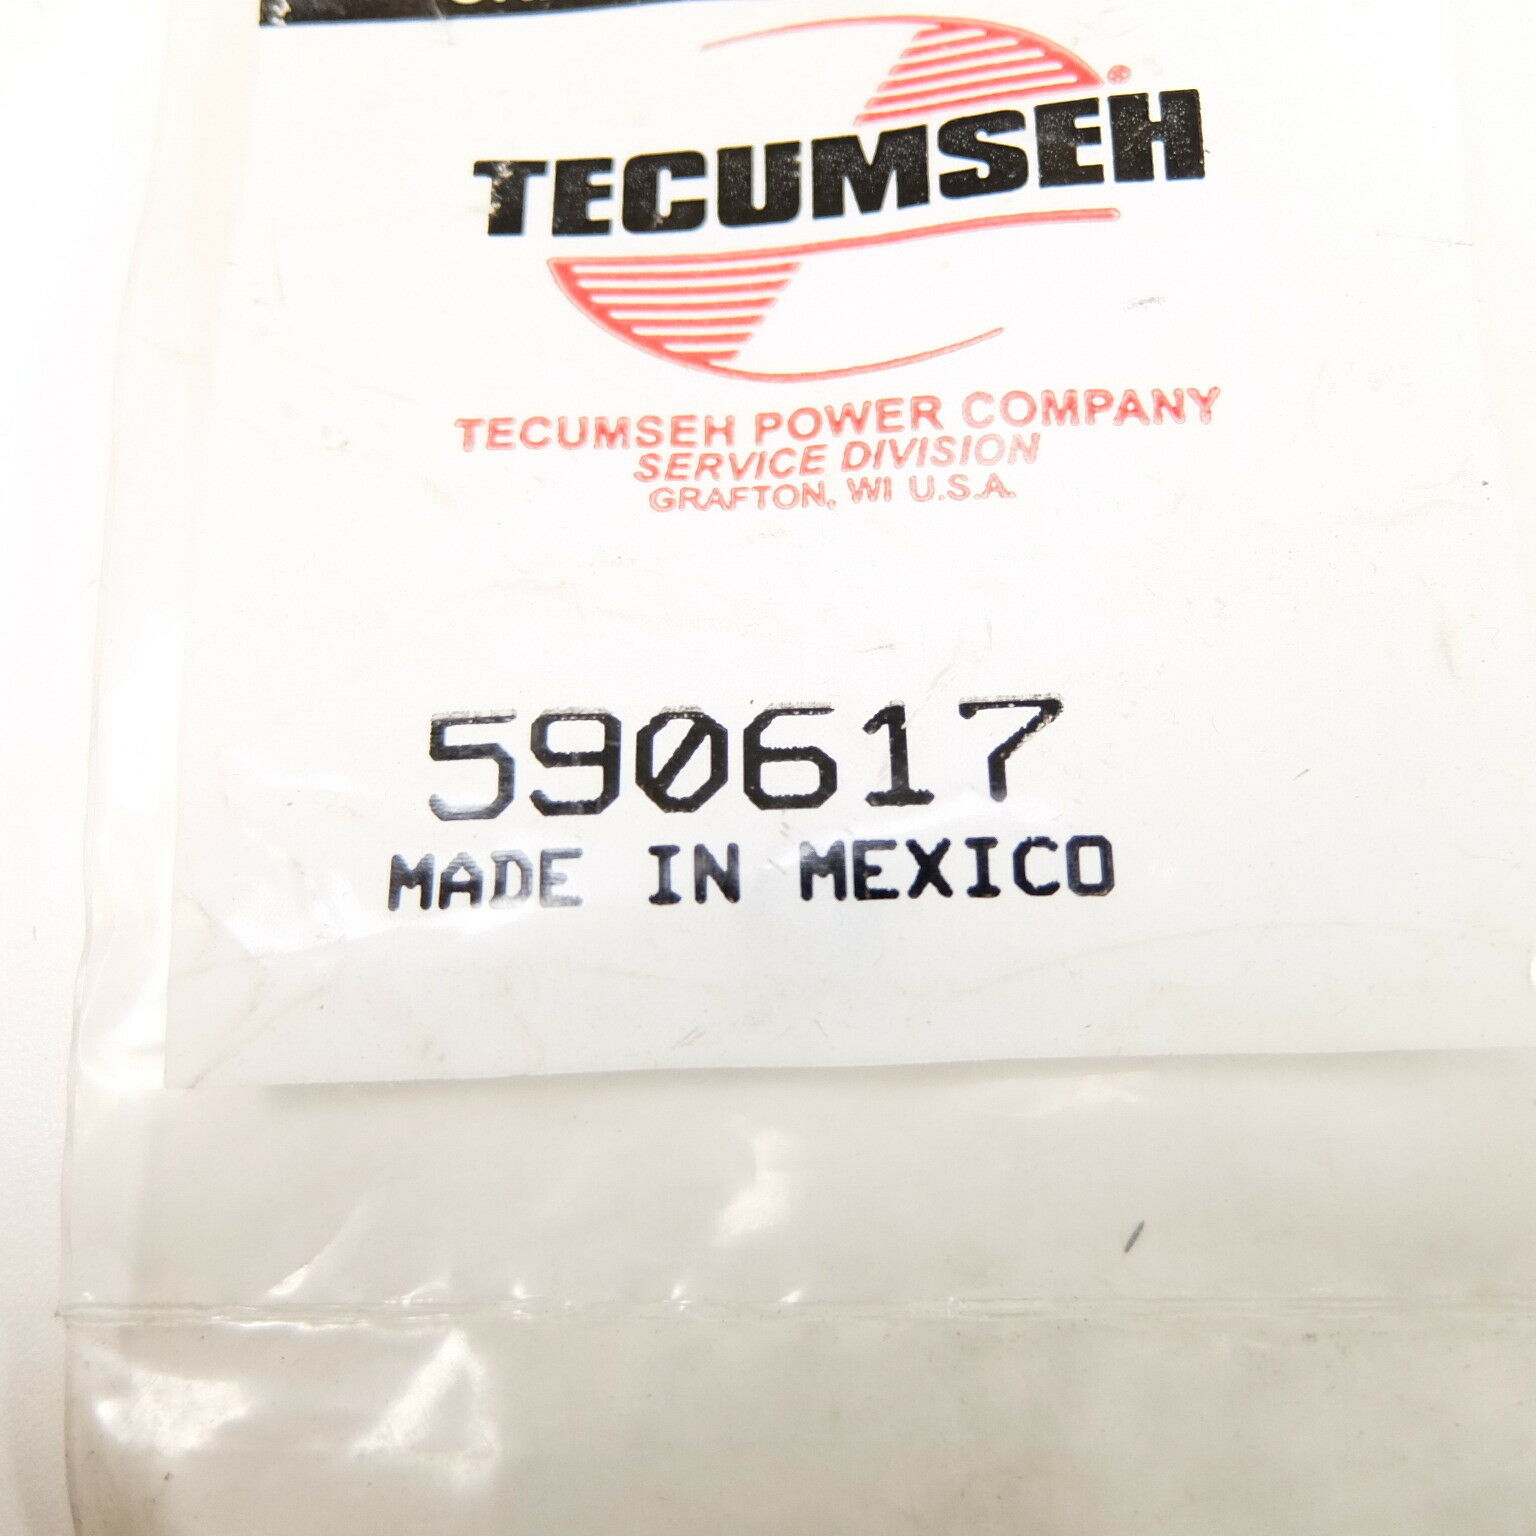 TECUMSEH®
TECUMSEH POWER COMPANY
SERVICE DIVISION
GRAFTON, WI U.S.A.
590617
MADE IN MEXICO